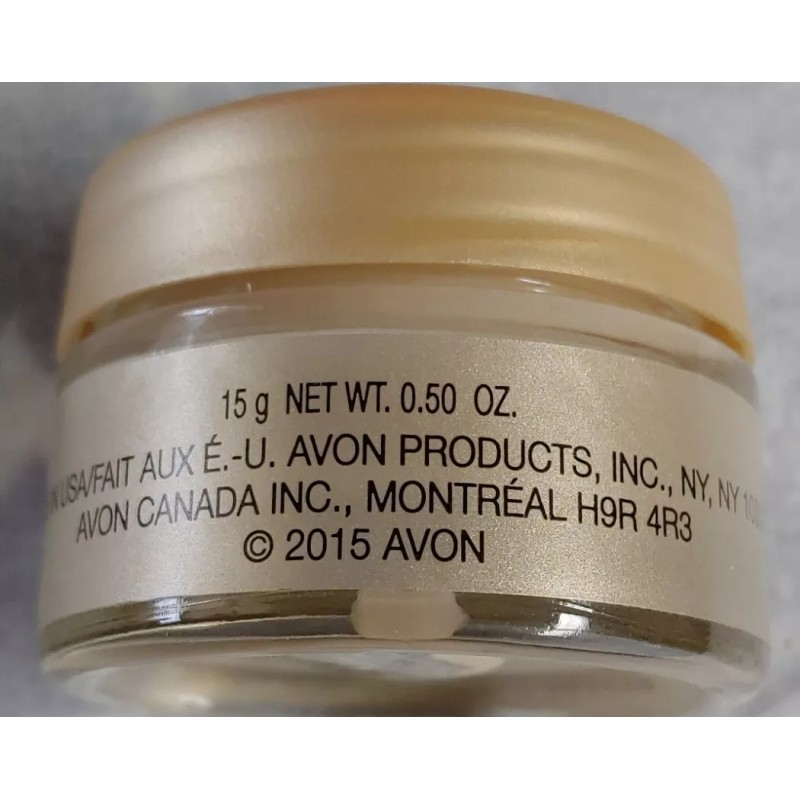 15 g NET WT. 0.50 OZ.
USA/FAIT AUX É.-U. AVON PRODUCTS, INC., NY, NY
AVON CANADA INC., MONTRÉAL H9R 4R3
© 2015 AVON